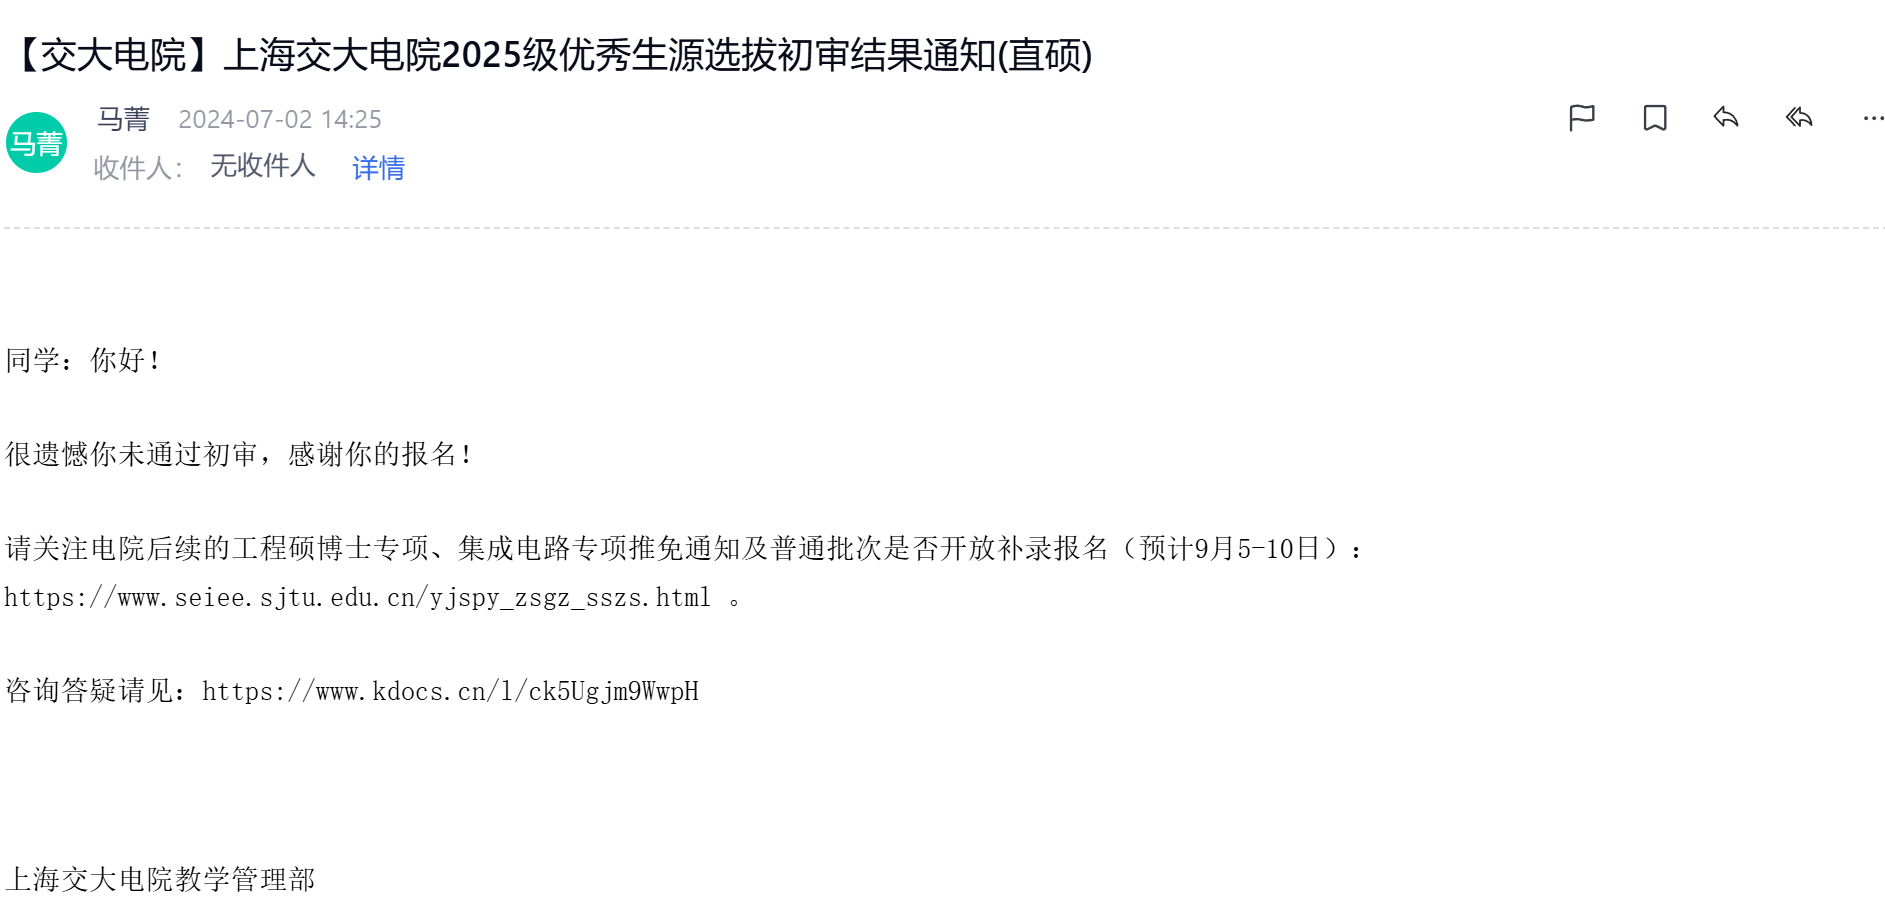 【交大电院】上海交大电院2025级优秀生源选拔初审结果通知(直硕)
马菁
马菁 2024-07-02 14:25
收件人： 无收件人 详情
同学：你好！
很遗憾你未通过初审，感谢你的报名！
请关注电院后续的工程硕博士专项、集成电路专项推免通知及普通批次是否开放补录报名（预计9月5-10日）：
https://www.seiee.sjtu.edu.cn/yjspy_zsgz_sszs.html 。
咨询答疑请见：https://www.kdocs.cn/l/ck5Ugjm9WwpH
上海交大电院教学管理部